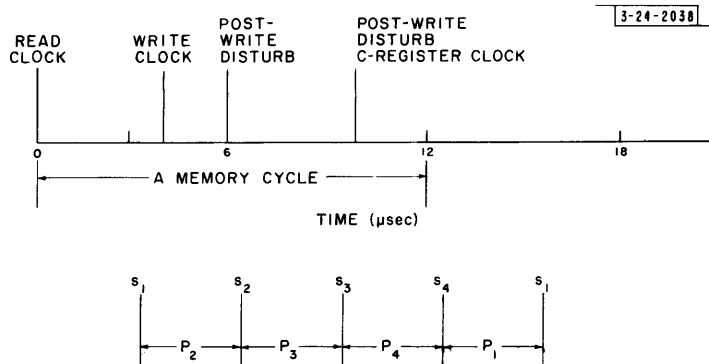 3-24-2038
READ
CLOCK
WRITE
CLOCK
POST-
WRITE
DISTURB
POST-WRITE
DISTURB
C-REGISTER CLOCK
0
6
12
18
A MEMORY CYCLE
TIME (μsec)
s1
s2
s3
s4
s1
P2
P3
P4
P1